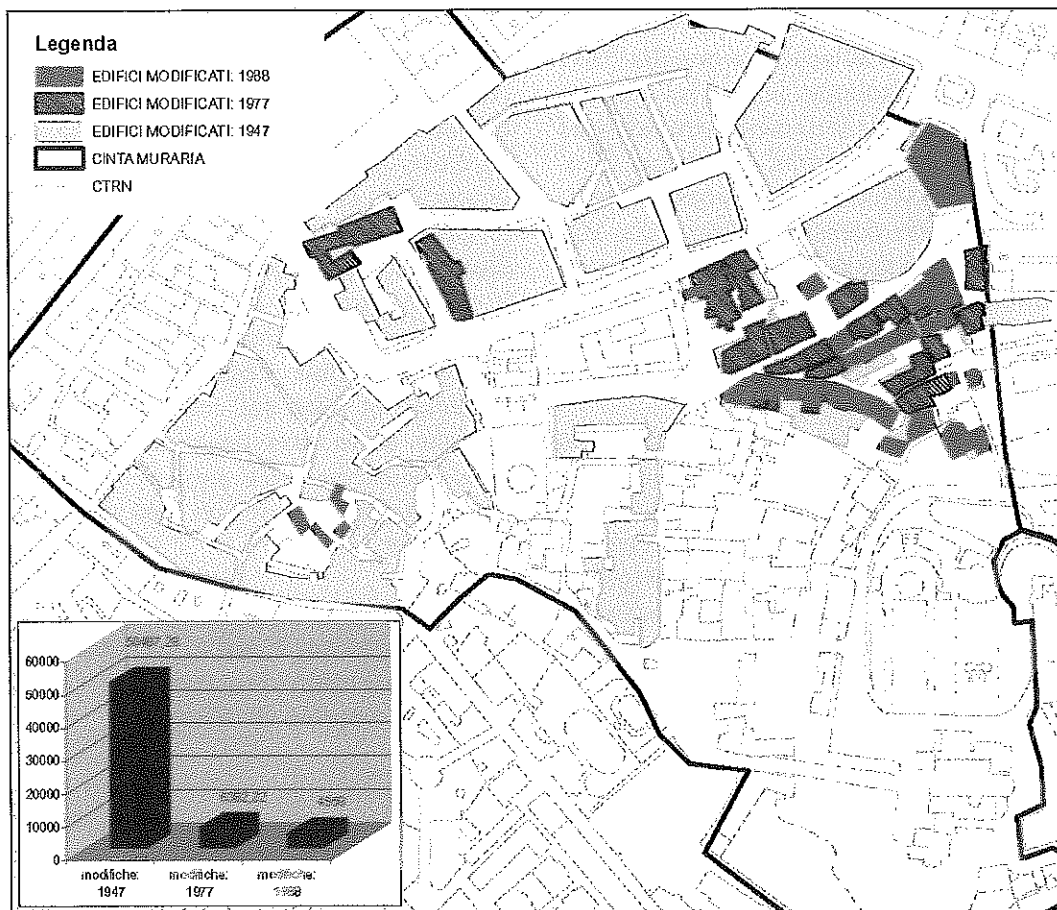 Legenda
EDIFICI MODIFICATI: 1988
EDIFICI MODIFICATI: 1977
EDIFICI MODIFICATI: 1947
CINTA MURARIA
CTRN
60000
50000
40000
30000
20000
10000
0
modifiche:
1947
modifiche:
1977
modifiche:
1988